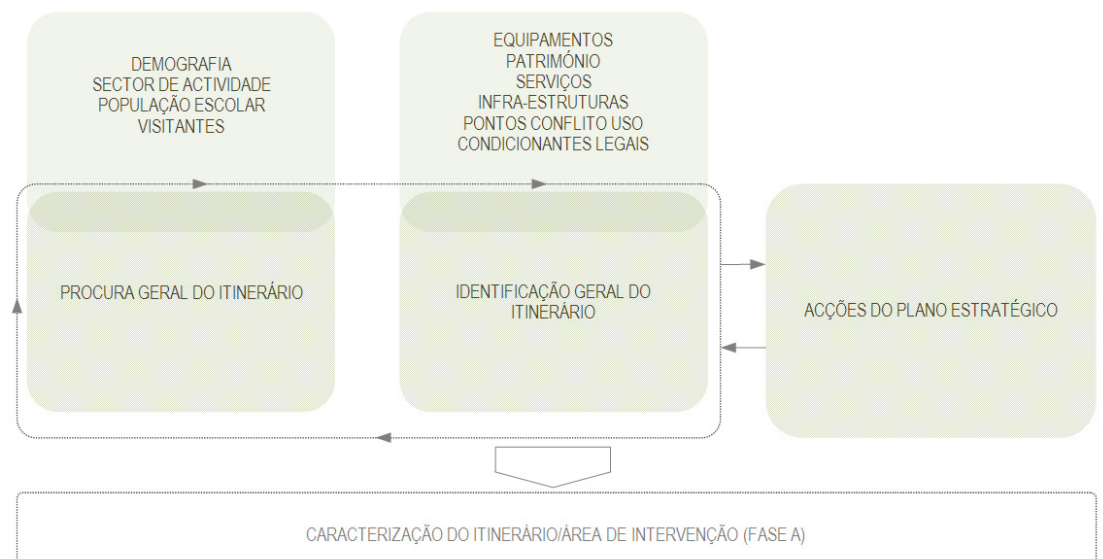 DEMOGRAFIA
SECTOR DE ACTIVIDADE
POPULAÇÃO ESCOLAR
VISITANTES
EQUIPAMENTOS
PATRIMÓNIO
SERVIÇOS
INFRA-ESTRUTURAS
PONTOS CONFLITO USO
CONDICIONANTES LEGAIS
PROCURA GERAL DO ITINERÁRIO
IDENTIFICAÇÃO GERAL DO
ITINERÁRIO
ACÇÕES DO PLANO ESTRATÉGICO
CARACTERIZAÇÃO DO ITINERÁRIO/ÁREA DE INTERVENÇÃO (FASE A)